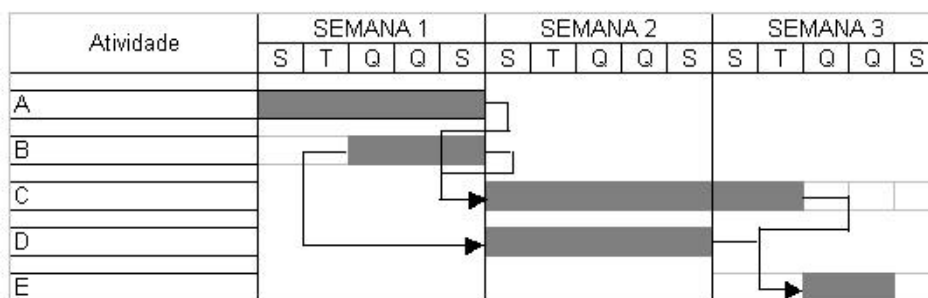 Atividade SEMANA 1 SEMANA 2 SEMANA 3
S T Q Q S S T Q Q S S T Q Q S
A
B
C
D
E